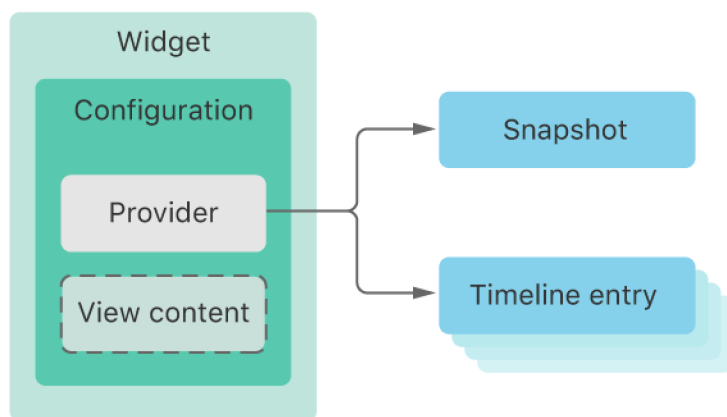 Widget
Configuration
Provider
View content
Snapshot
Timeline entry